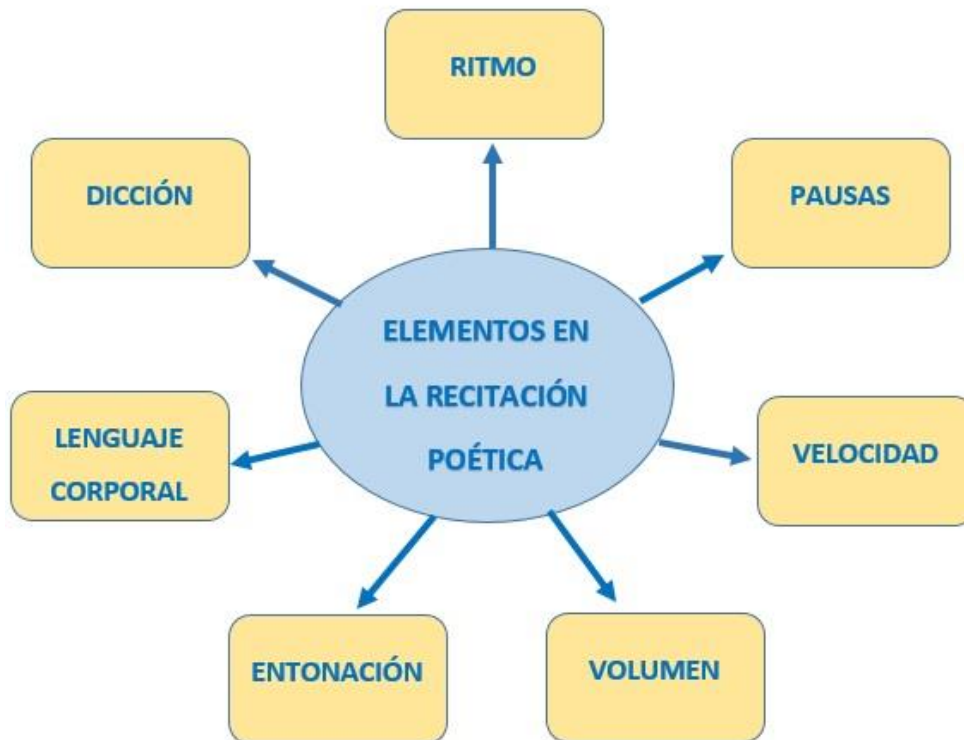 RITMO
DICCIÓN
PAUSAS
ELEMENTOS EN
LA RECITACIÓN
POÉTICA
LENGUAJE
CORPORAL
VELOCIDAD
ENTONACIÓN
VOLUMEN